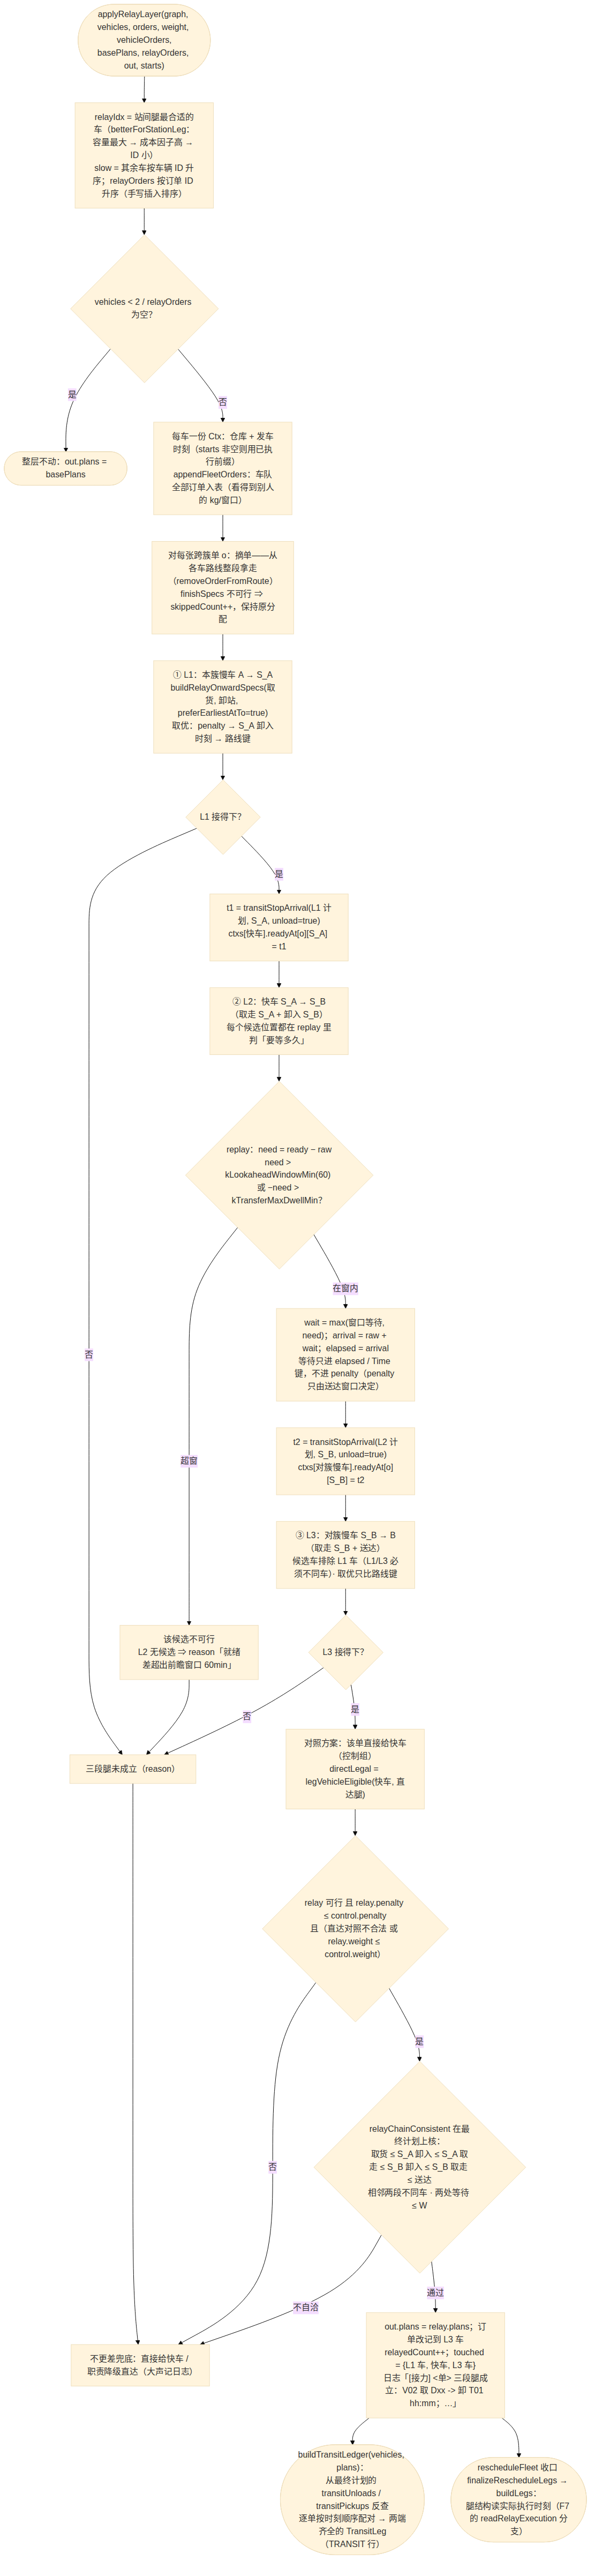 applyRelayLayer(graph,
vehicles, orders, weight,
vehicleOrders,
basePlans, relayOrders,
out, starts)
relayIdx = 站间腿最合适的
车（betterForStationLeg：
容量最大 → 成本因子高 →
ID 小）
slow = 其余车按车辆 ID 升
序；relayOrders 按订单 ID
升序（手写插入排序）
vehicles < 2 / relayOrders
为空？
是
否
整层不动：out.plans =
basePlans
每车一份 Ctx：仓库 + 发车
时刻（starts 非空则用已执
行前缀）
appendFleetOrders：车队
全部订单入表（看得到别人
的 kg/窗口）
对每张跨簇单 o：摘单——从
各车路线整段拿走
（removeOrderFromRoute）
finishSpecs 不可行 ⇒
skippedCount++，保持原分
配
① L1：本簇慢车 A → S_A
buildRelayOnwardSpecs(取
货, 卸站,
preferEarliestAtTo=true)
取优：penalty → S_A 卸入
时刻 → 路线键
L1 接得下？
是
否
t1 = transitStopArrival(L1 计
划, S_A, unload=true)
ctxs[快车].readyAt[o][S_A]
= t1
② L2：快车 S_A → S_B
（取走 S_A + 卸入 S_B）
每个候选位置都在 replay 里
判「要等多久」
replay：need = ready − raw
need >
kLookaheadWindowMin(60)
或 −need >
kTransferMaxDwellMin？
在窗内
超窗
wait = max(窗口等待,
need)；arrival = raw +
wait；elapsed = arrival
等待只进 elapsed / Time
键，不进 penalty（penalty
只由送达窗口决定）
t2 = transitStopArrival(L2 计
划, S_B, unload=true)
ctxs[对簇慢车].readyAt[o]
[S_B] = t2
③ L3：对簇慢车 S_B → B
（取走 S_B + 送达）
候选车排除 L1 车（L1/L3 必
须不同车）· 取优只比路线键
该候选不可行
L2 无候选 ⇒ reason「就绪
差超出前瞻窗口 60min」
L3 接得下？
否
是
三段腿未成立（reason）
对照方案：该单直接给快车
（控制组）
directLegal =
legVehicleEligible(快车, 直
达腿)
relay 可行 且 relay.penalty
≤ control.penalty
且（直达对照不合法 或
relay.weight ≤
control.weight）
是
否
relayChainConsistent 在最
终计划上核：
取货 ≤ S_A 卸入 ≤ S_A 取
走 ≤ S_B 卸入 ≤ S_B 取走
≤ 送达
相邻两段不同车 · 两处等待
≤ W
不自洽
通过
不更差兜底：直接给快车 /
职责降级直达（大声记日志）
out.plans = relay.plans；订
单改记到 L3 车
relayedCount++；touched
= {L1 车, 快车, L3 车}
日志「[接力] <单> 三段腿成
立：V02 取 Dxx -> 卸 T01
hh:mm；…」
buildTransitLedger(vehicles,
plans)：
从最终计划的
transitUnloads /
transitPickups 反查
逐单按时刻顺序配对 → 两端
齐全的 TransitLeg
（TRANSIT 行）
rescheduleFleet 收口
finalizeRescheduleLegs →
buildLegs：
腿结构读实际执行时刻（F7
的 readRelayExecution 分
支）